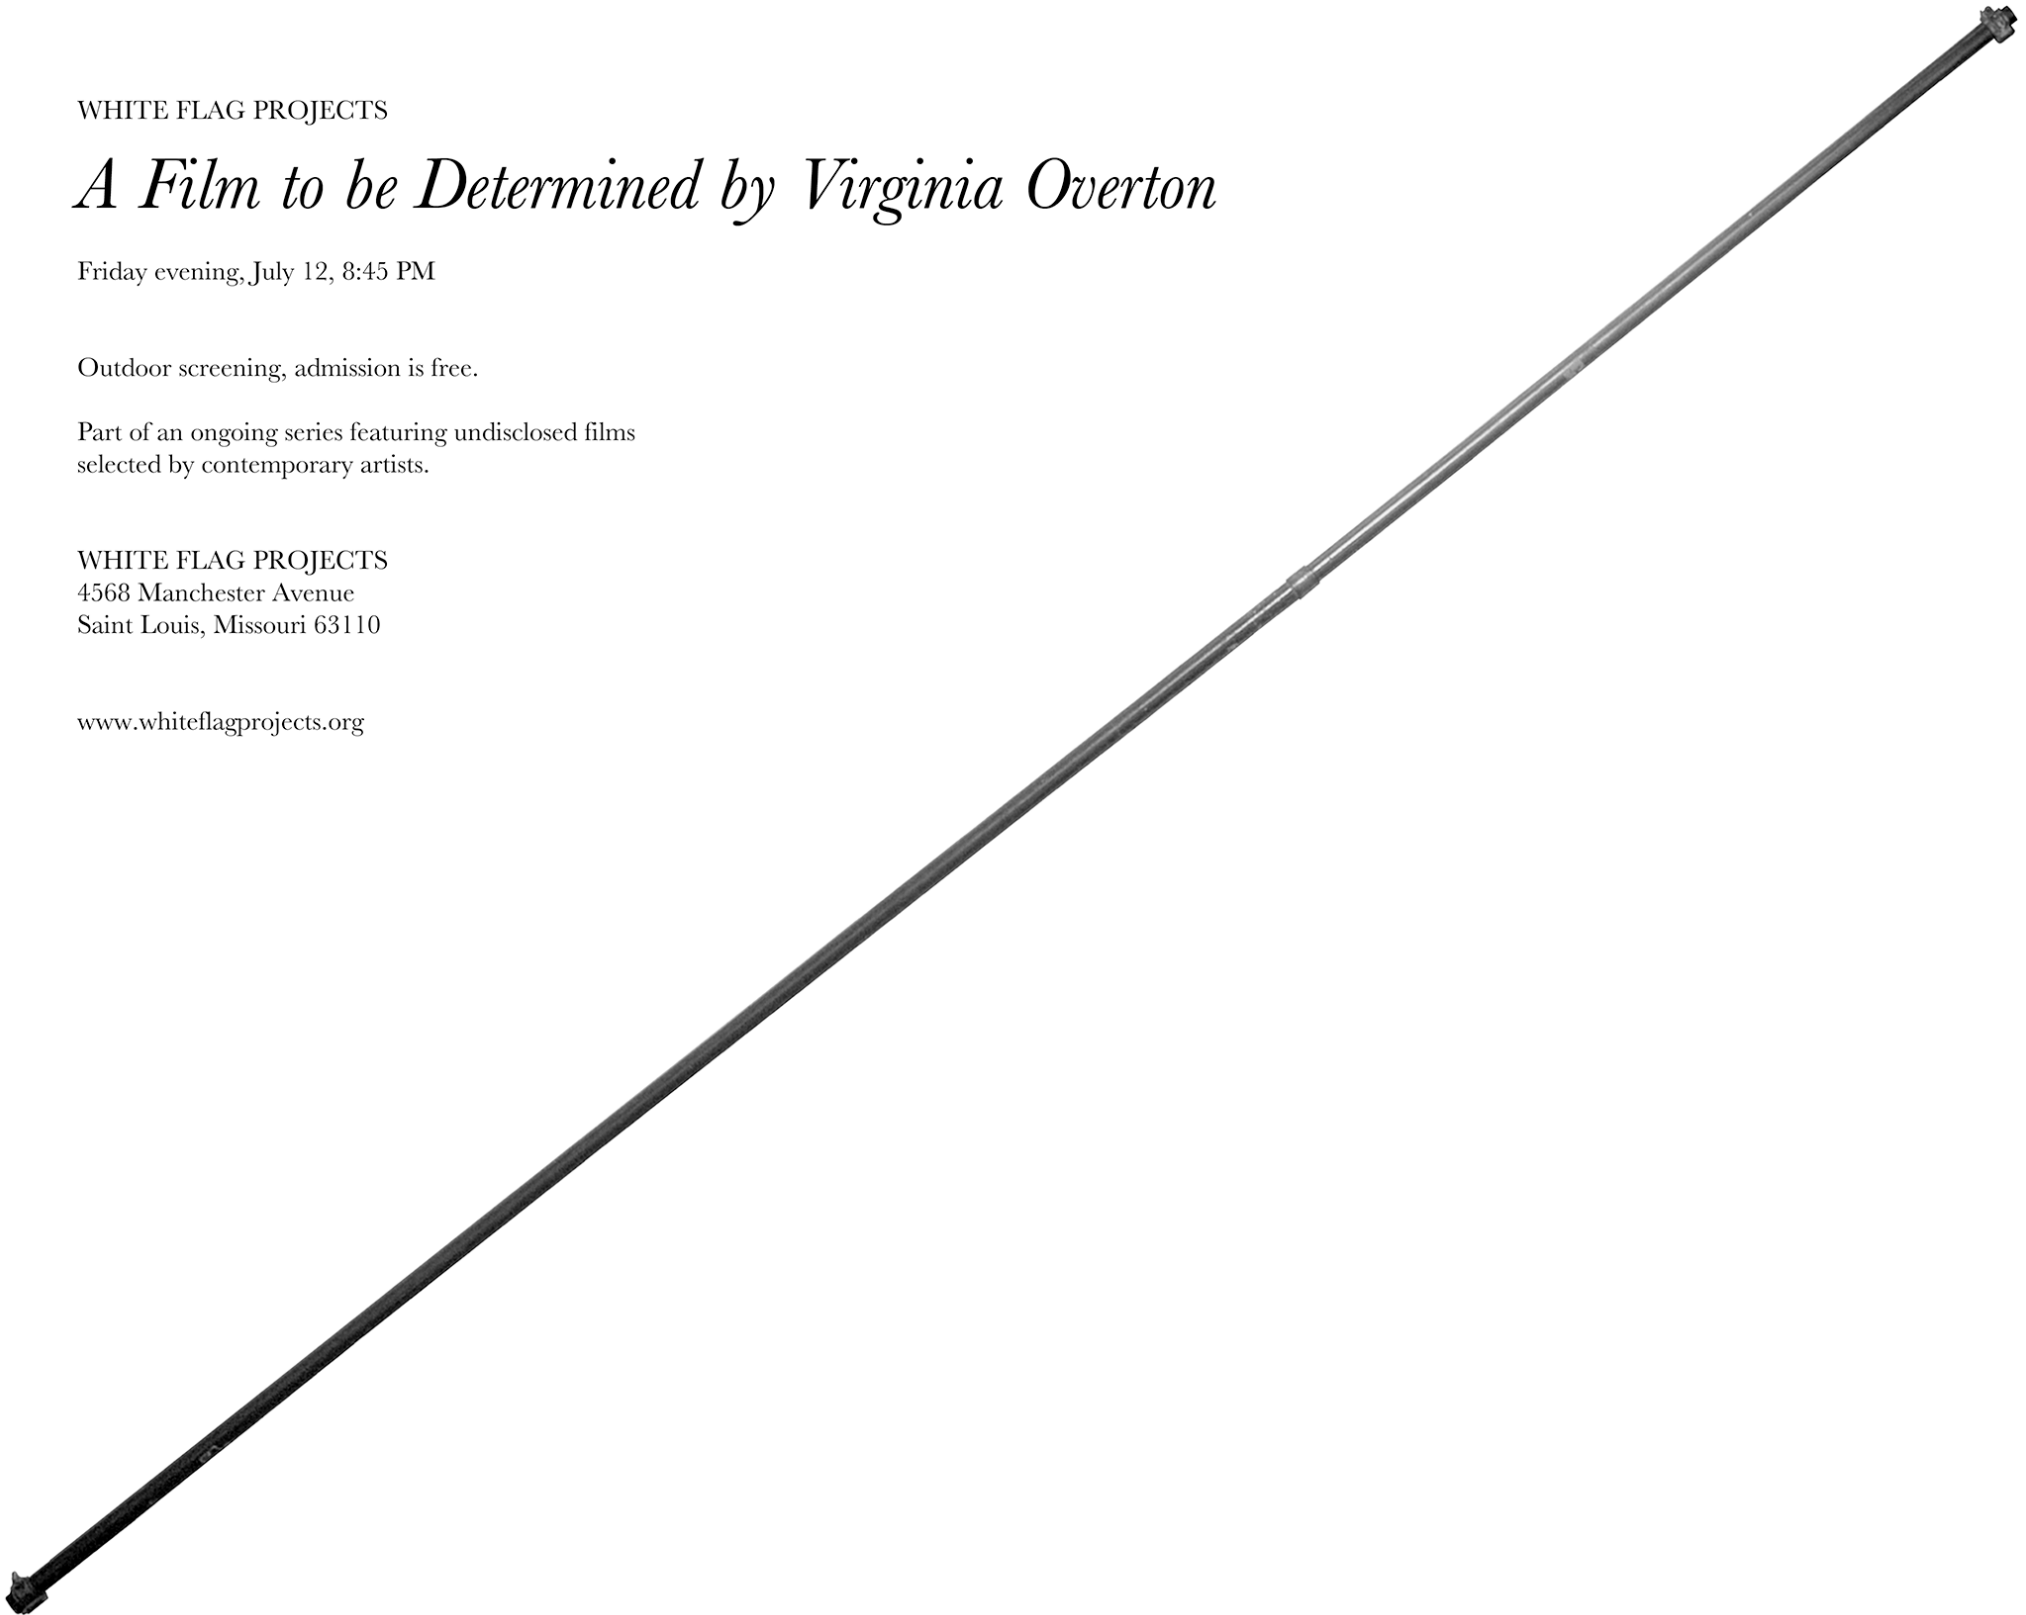 WHITE FLAG PROJECTS
A Film to be Determined by Virginia Overton
Friday evening, July 12, 8:45 PM
Outdoor screening, admission is free.
Part of an ongoing series featuring undisclosed films
selected by contemporary artists.
WHITE FLAG PROJECTS
4568 Manchester Avenue
Saint Louis, Missouri 63110
www.whiteflagprojects.org